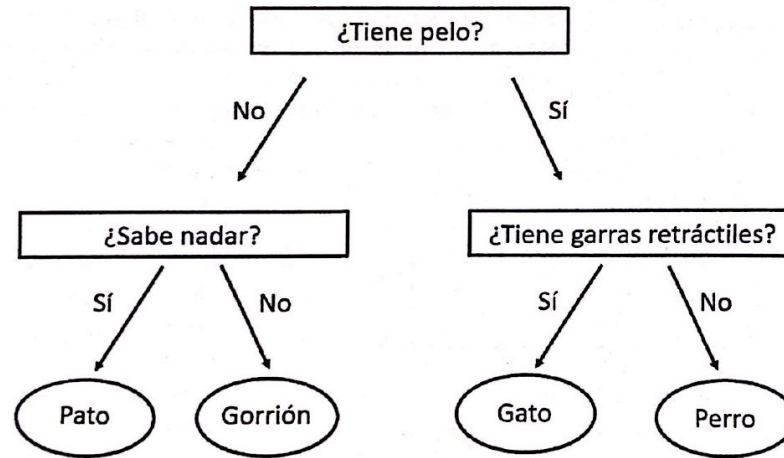 ¿Tiene pelo?
No
Sí
¿Sabe nadar?
¿Tiene garras retráctiles?
Sí
No
Sí
No
Pato
Gorrión
Gato
Perro